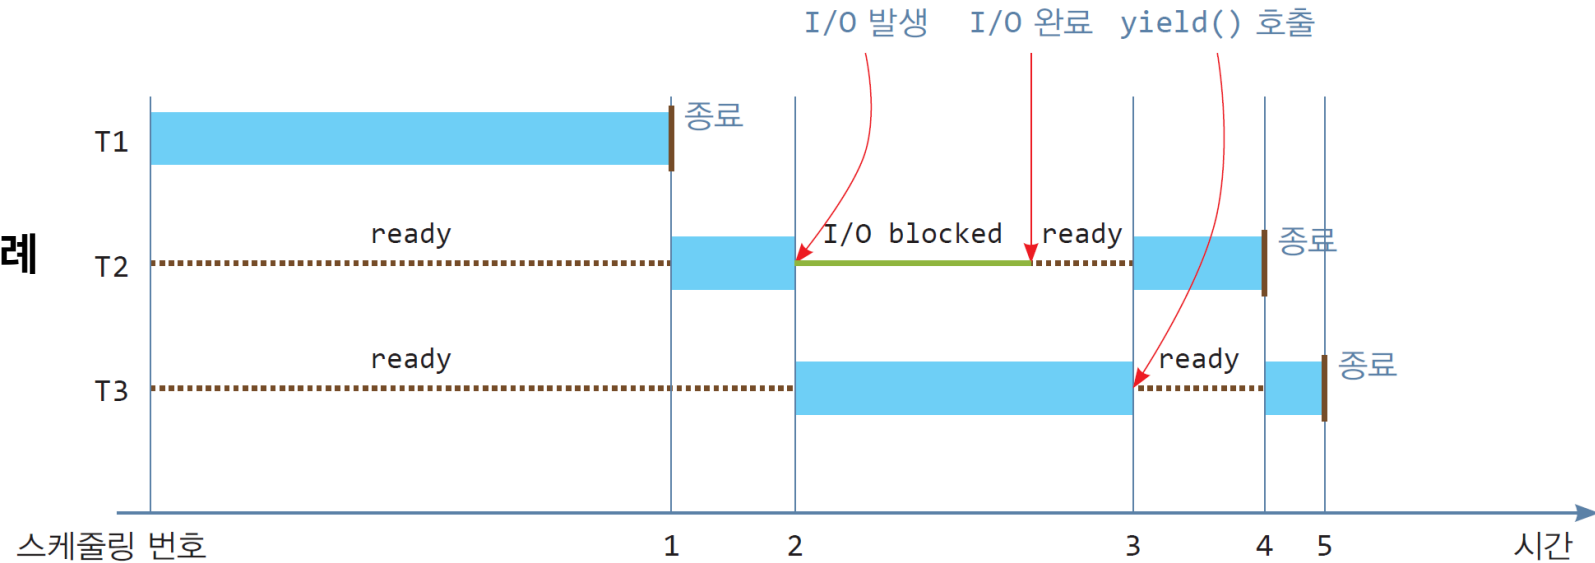 I/O 발생 I/O 완료 yield() 호출
T1 종료
례
T2 ready I/O blocked ready 종료
T3 ready ready 종료
스케줄링 번호 1 2 3 4 5 시간